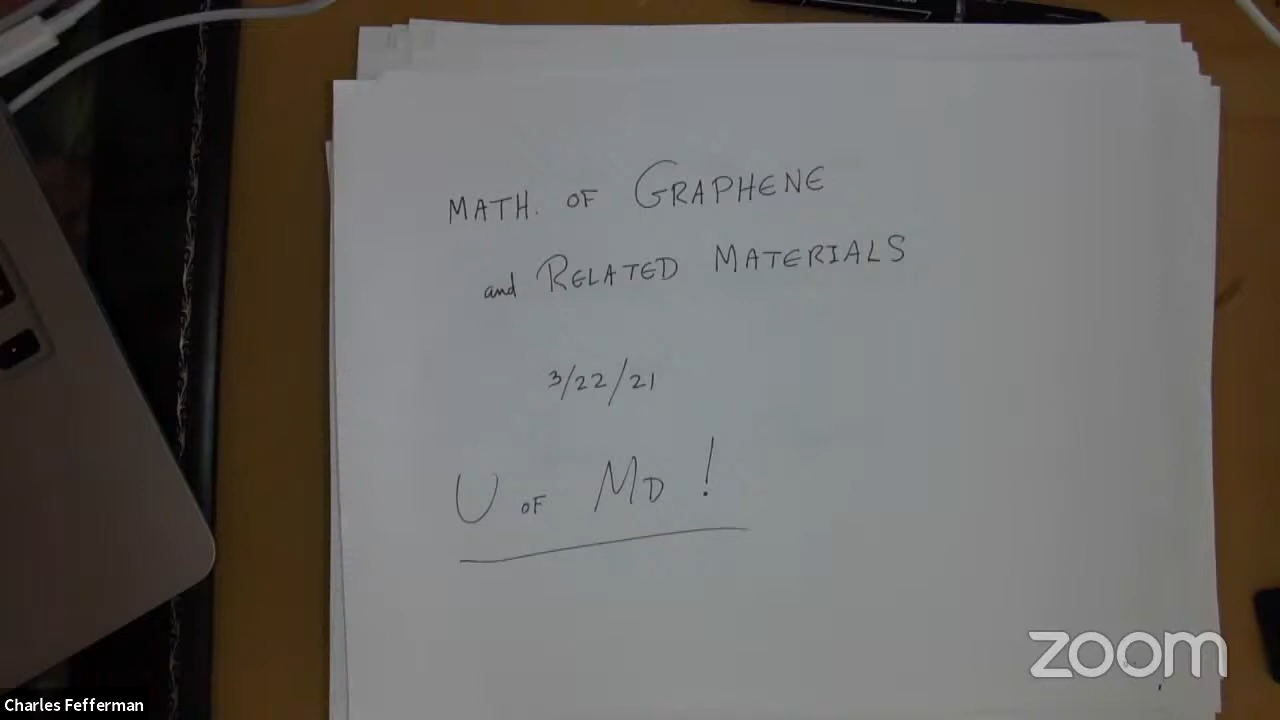 MATH. OF GRAPHENE
and RELATED MATERIALS
3/22/21
U OF MD !
zoom
Charles Fefferman